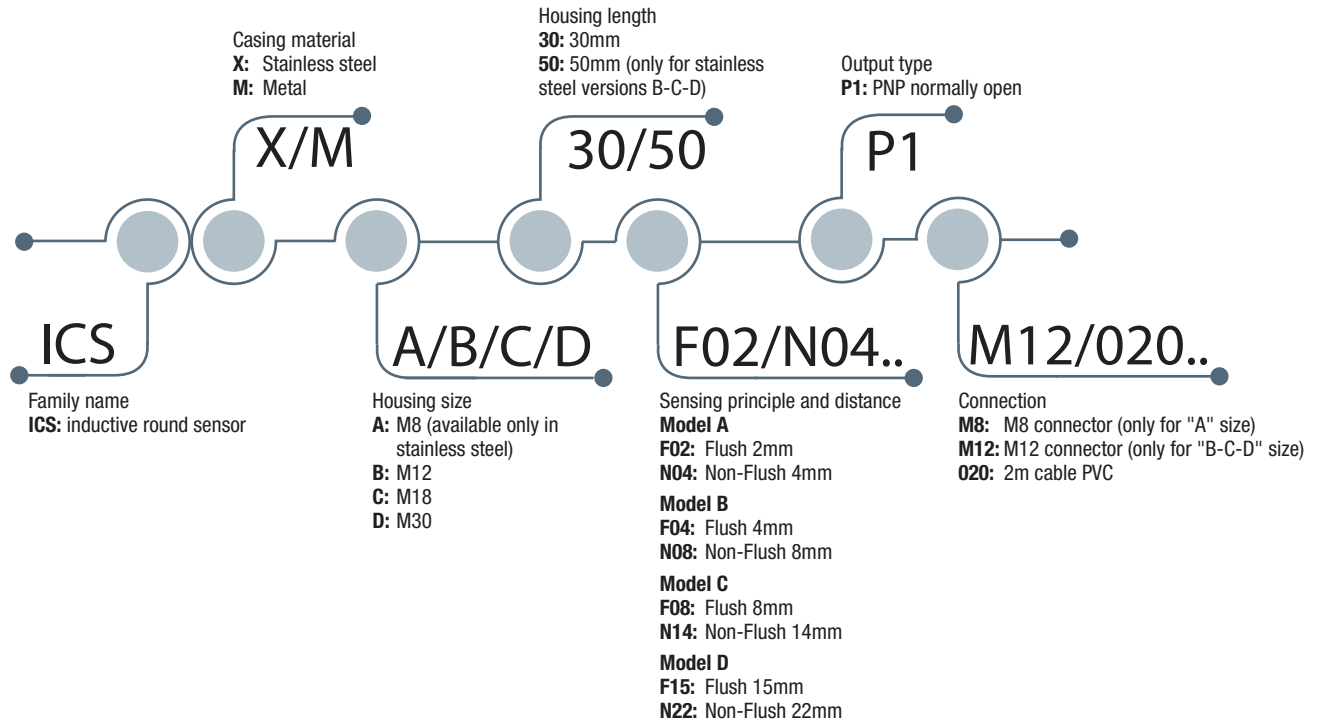 Casing material
X: Stainless steel
M: Metal
X/M
Housing length
30: 30mm
50: 50mm (only for stainless
steel versions B-C-D)
30/50
Output type
P1: PNP normally open
P1
ICS
Family name
ICS: inductive round sensor
A/B/C/D
Housing size
A: M8 (available only in
stainless steel)
B: M12
C: M18
D: M30
F02/N04..
Sensing principle and distance
Model A
F02: Flush 2mm
N04: Non-Flush 4mm
Model B
F04: Flush 4mm
N08: Non-Flush 8mm
Model C
F08: Flush 8mm
N14: Non-Flush 14mm
Model D
F15: Flush 15mm
N22: Non-Flush 22mm
M12/020..
Connection
M8: M8 connector (only for "A" size)
M12: M12 connector (only for "B-C-D" size)
020: 2m cable PVC